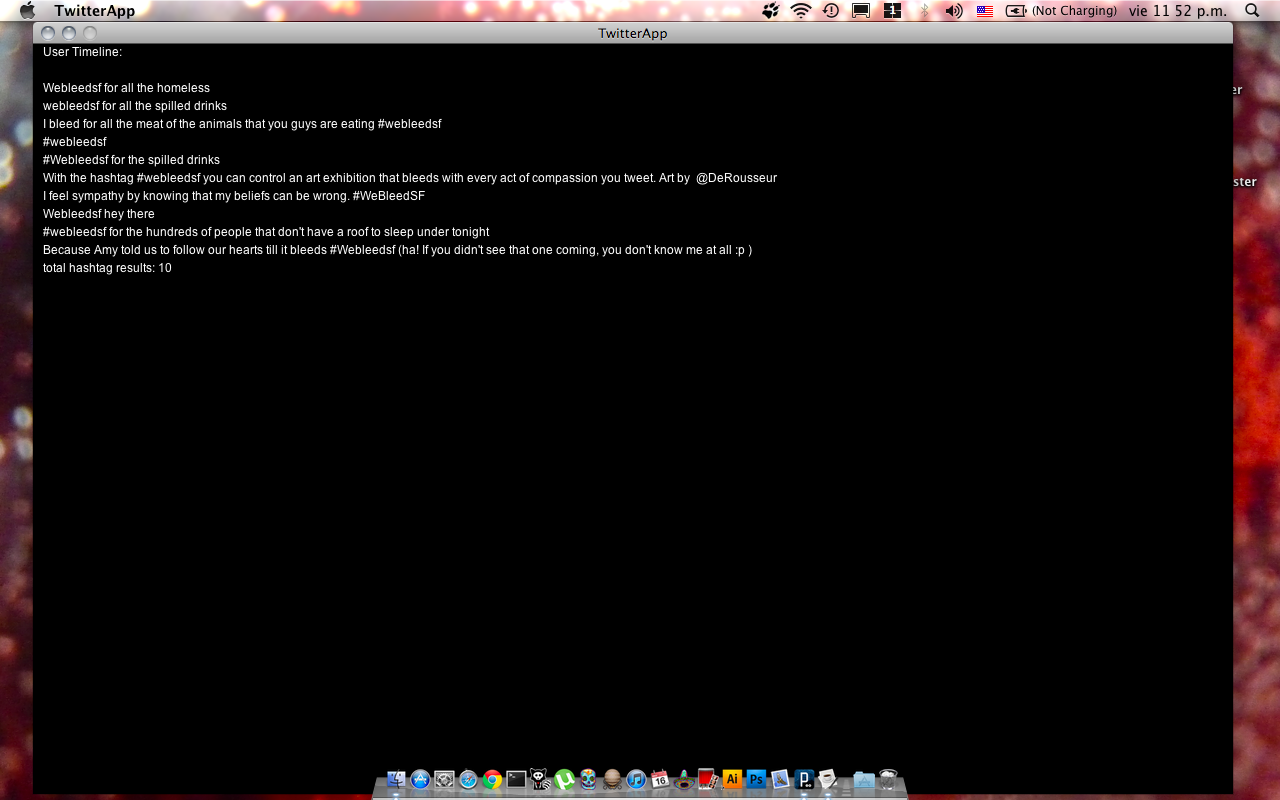 TwitterApp
(Not Charging) vie 11 52 p.m.
TwitterApp
User Timeline:
Webleedsf for all the homeless
webleedsf for all the spilled drinks
I bleed for all the meat of the animals that you guys are eating #webleedsf
#webleedsf
#Webleedsf for the spilled drinks
With the hashtag #webleedsf you can control an art exhibition that bleeds with every act of compassion you tweet. Art by  @DeRousseur
I feel sympathy by knowing that my beliefs can be wrong. #WeBleedSF
Webleedsf hey there
#webleedsf for the hundreds of people that don't have a roof to sleep under tonight
Because Amy told us to follow our hearts till it bleeds #Webleedsf (ha! If you didn't see that one coming, you don't know me at all :p )
total hashtag results: 10
er
ster
16
Ai
Ps